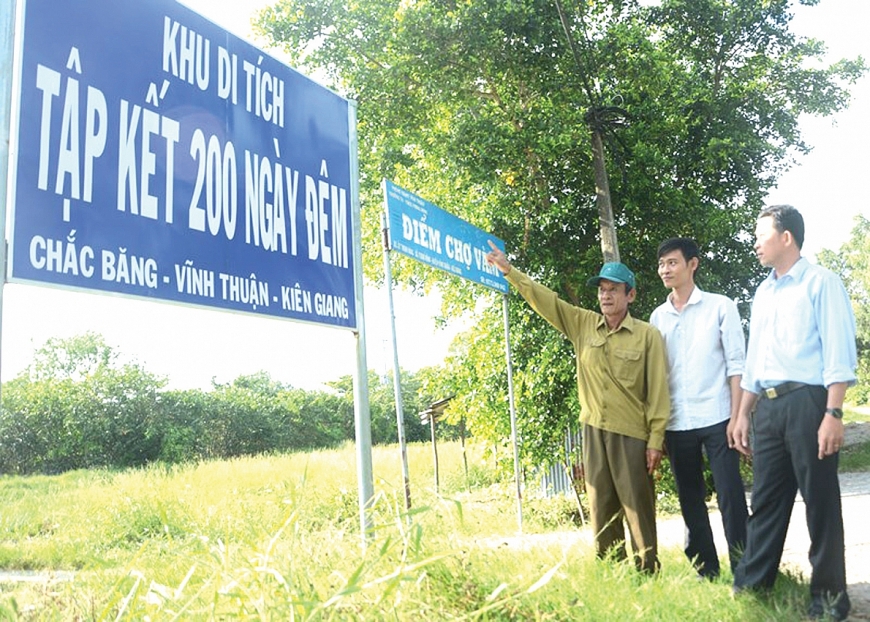 KHU DI TÍCH
TẬP KẾT 200 NGÀY ĐÊM
CHẮC BĂNG - VĨNH THUẬN - KIÊN GIANG
ĐIỂM CHỢ VÀM